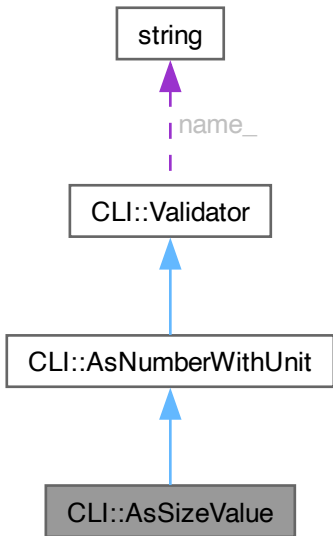 string
name_
CLI::Validator
CLI::AsNumberWithUnit
CLI::AsSizeValue